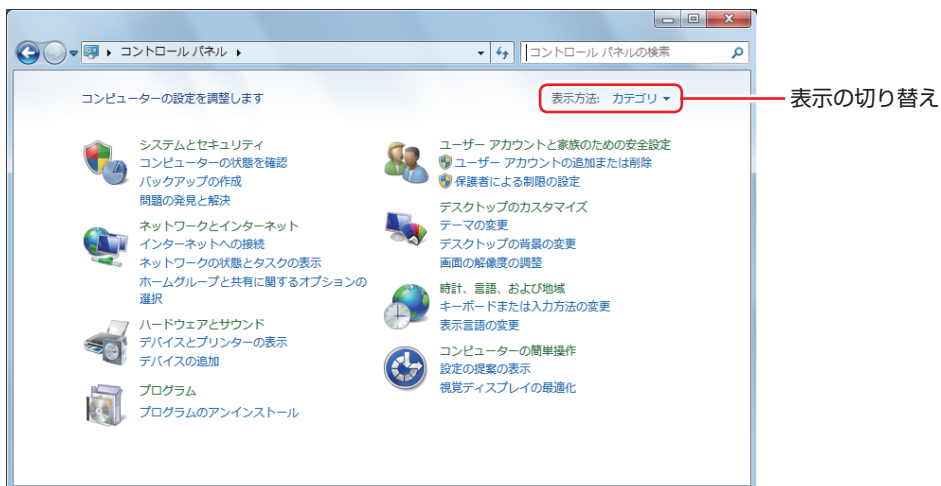 コントロール パネル
コントロール パネルの検索
コンピューターの設定を調整します
表示方法: カテゴリ
表示の切り替え
システムとセキュリティ
コンピューターの状態を確認
バックアップの作成
問題の発見と解決
ネットワークとインターネット
インターネットへの接続
ネットワークの状態とタスクの表示
ホームグループと共有に関するオプションの
選択
ハードウェアとサウンド
デバイスとプリンターの表示
デバイスの追加
プログラム
プログラムのアンインストール
ユーザー アカウントと家族のための安全設定
ユーザー アカウントの追加または削除
保護者による制限の設定
デスクトップのカスタマイズ
テーマの変更
デスクトップの背景の変更
画面の解像度の調整
時計、言語、および地域
キーボードまたは入力方法の変更
表示言語の変更
コンピューターの簡単操作
設定の提案の表示
視覚ディスプレイの最適化